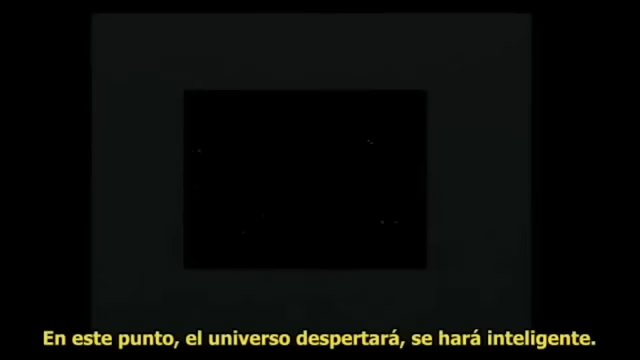 En este punto, el universo despertará, se hará inteligente.